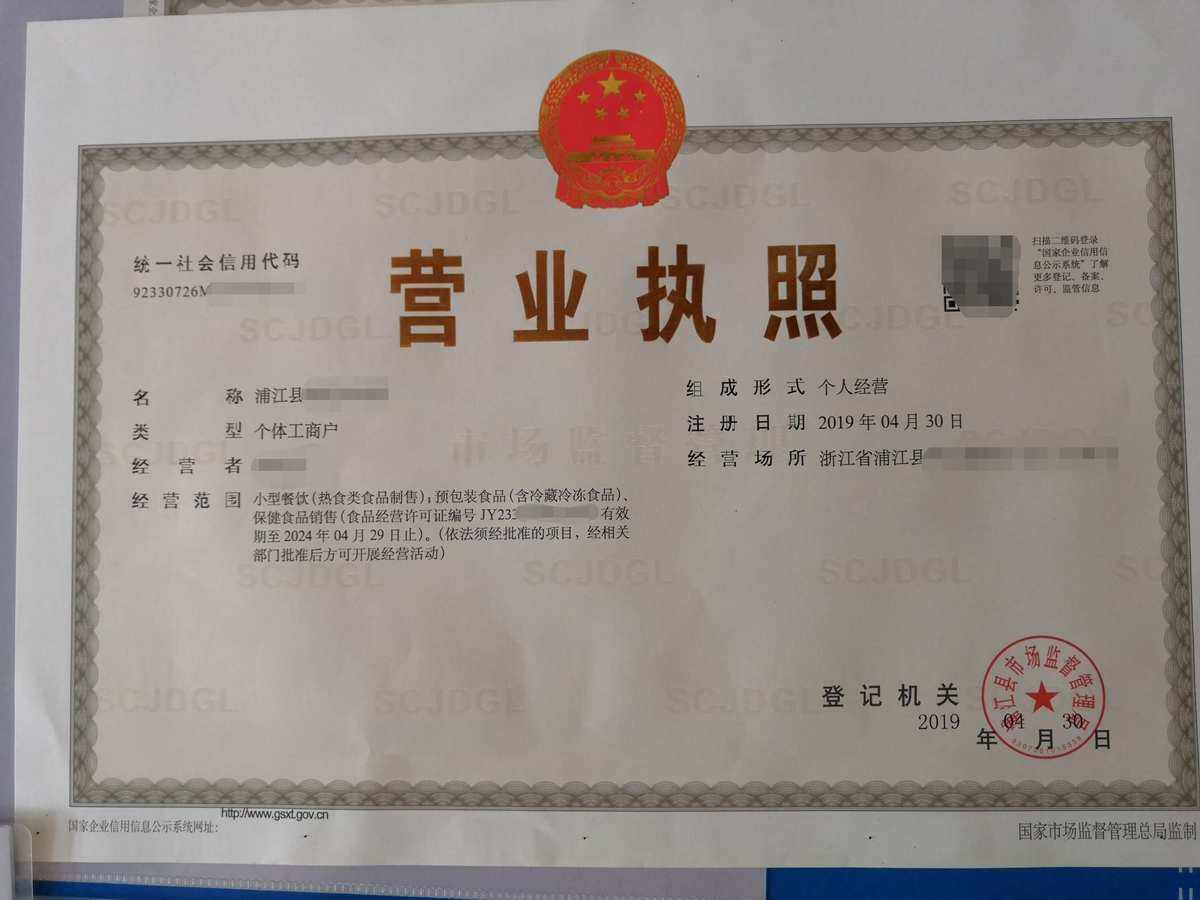 统一社会信用代码
92330726M
营业执照
扫描二维码登录
“国家企业信用信
息公示系统”了解
更多登记、备案、
许可、监管信息
名称 浦江县
类型 个体工商户
经营者
经营范围 小型餐饮(热食类食品制售);预包装食品(含冷藏冷冻食品)、
保健食品销售(食品经营许可证编号 JY233 有效
期至 2024 年 04 月 29 日止)。(依法须经批准的项目,经相关
部门批准后方可开展经营活动)
组成形式 个人经营
注册日期 2019 年 04 月 30 日
经营场所 浙江省浦江县
SCJDGL
市场监督管理
登记机关
2019 年 04 月 30 日
浦江县市场监督管理局
国家企业信用信息公示系统网址:
http://www.gsxt.gov.cn
国家市场监督管理总局监制